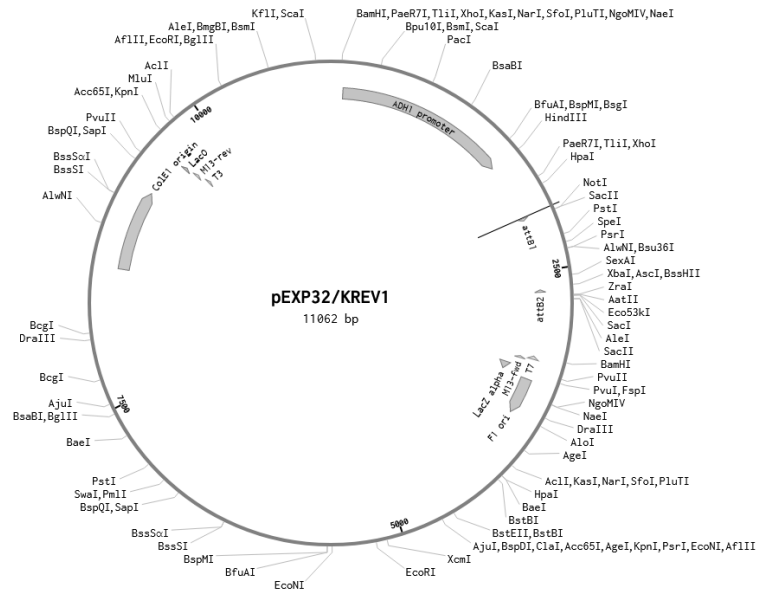 KflI, ScaI
BamHI, PaeR7I, TliI, XhoI, KasI, NarI, SfoI, PluTI, NgoMIV, NaeI
AleI, BmgBI, BsmI
Bpu10I, BsmI, ScaI
AflII, EcoRI, BglII
PacI
AclI
BsaBI
MluI
Acc65I, KpnI
BfuAI, BspMI, BsgI
HindIII
PvuII
BspQI, SapI
PaeR7I, TliI, XhoI
HpaI
BssSαI
BssSI
NotI
AlwNI
SacII
PstI
SpeI
PsrI
AlwNI, Bsu36I
SexAI
XbaI, AscI, BssHII
ZraI
AatII
Eco53kI
SacI
AleI
SacII
BamHI
PvuII
PvuI, FspI
NgoMIV
NaeI
DraIII
AloI
AgeI
AclI, KasI, NarI, SfoI, PluTI
HpaI
BaeI
BstBI
BstEII, BstBI
AjuI, BspDI, ClaI, Acc65I, AgeI, KpnI, PsrI, EcoNI, AflII
XcmI
EcoRI
EcoNI
BfuAI
BspMI
BssSI
BssSαI
BspQI, SapI
SwaI, PmlI
PstI
BaeI
BsaBI, BglII
AjuI
BcgI
DraIII
BcgI
10000
2500
5000
7500
ADH1 promoter
ColE1 origin
LacO
M13-rev
T3
attB1
attB2
T7
M13-fwd
LacZ alpha
F1 ori
pEXP32/KREV1
11062 bp